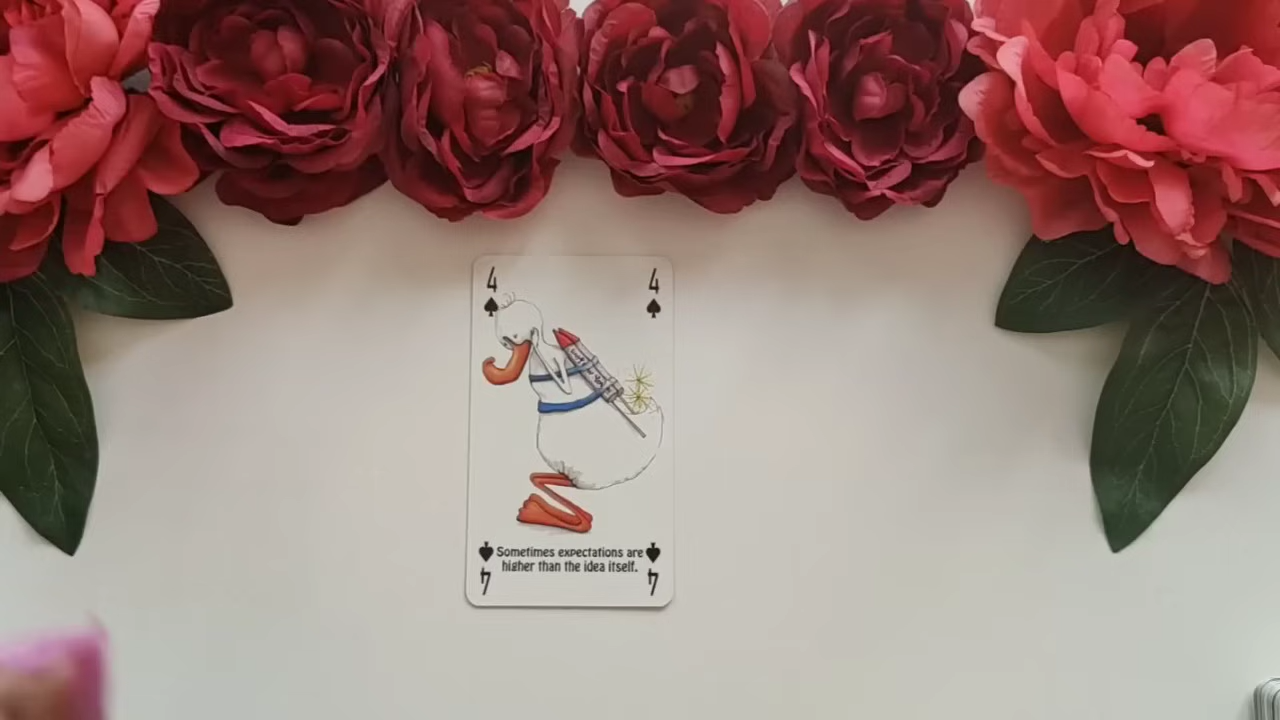 4 4
Sometimes expectations are
higher than the idea itself.
4 4